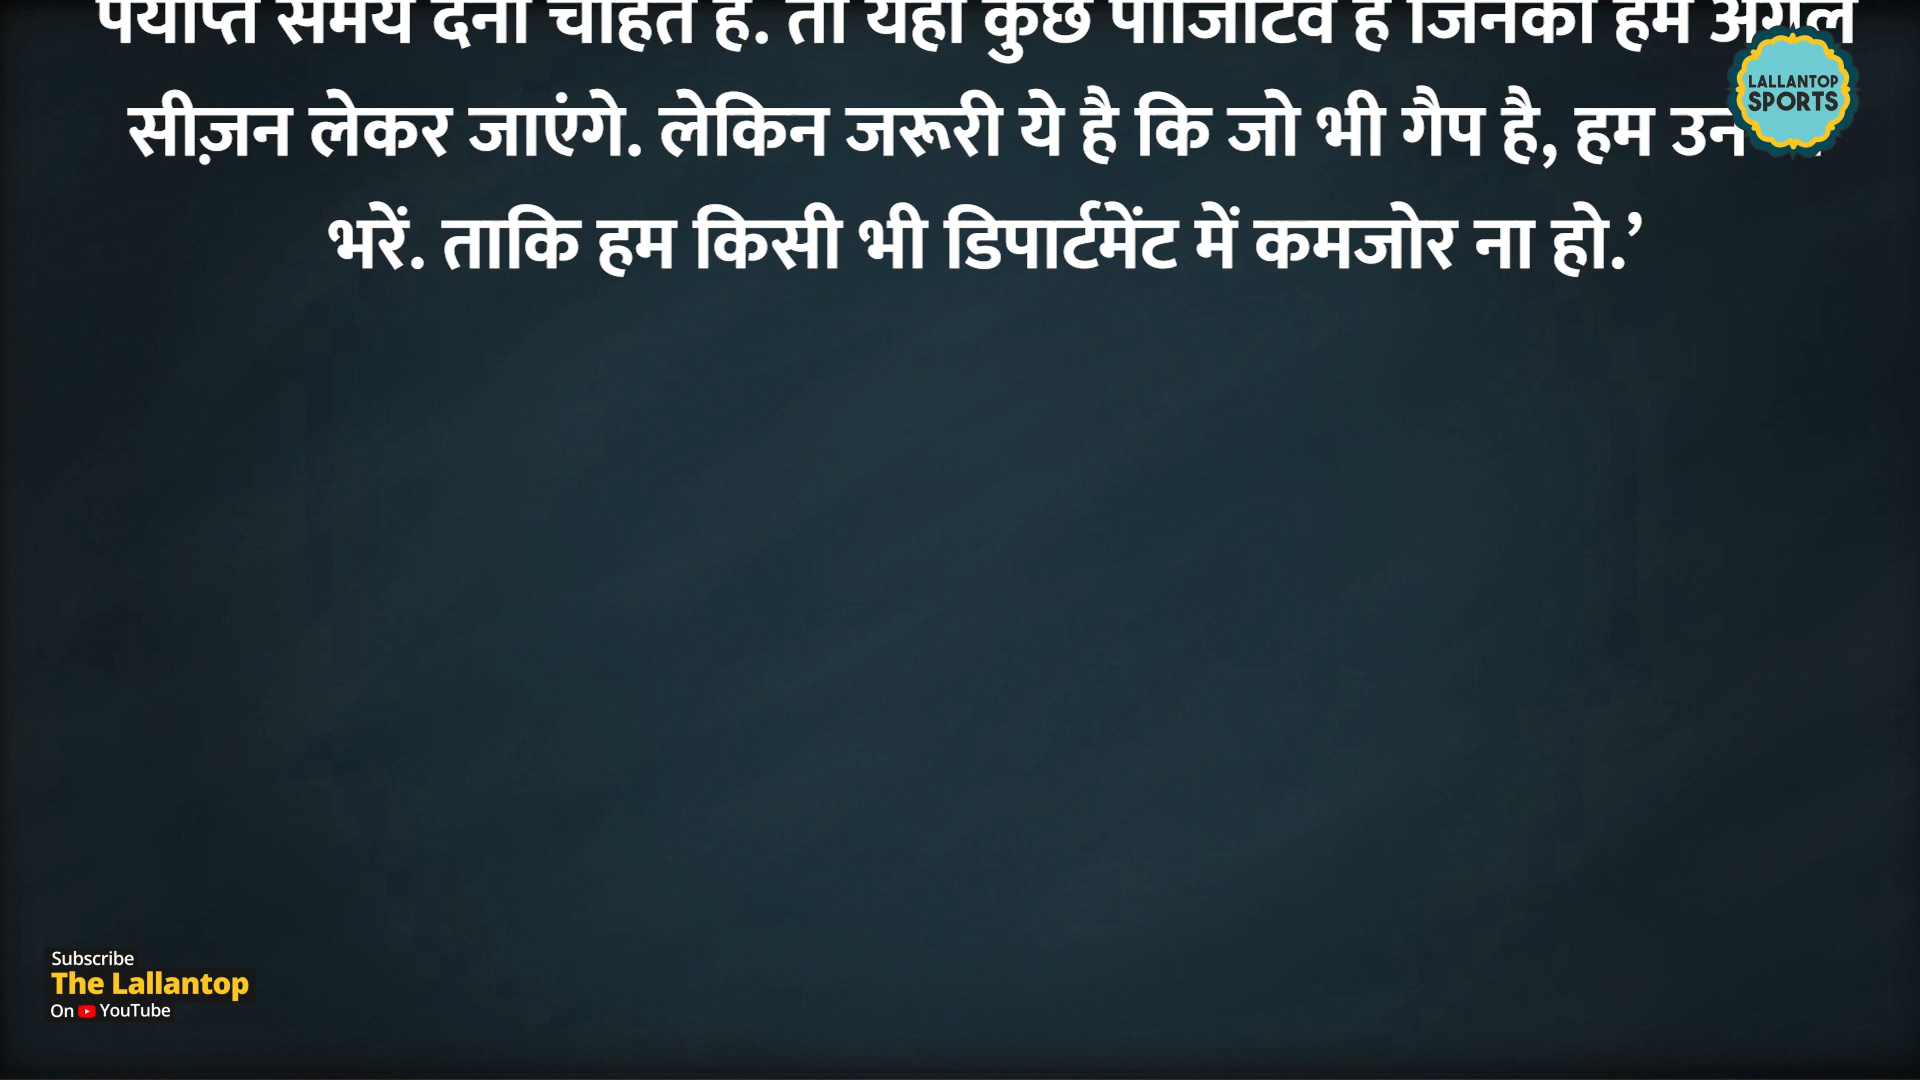 पर्याप्त समय देना चाहते हैं. तो यहां कुछ पॉजिटिव हैं जिनको हम अगले
सीज़न लेकर जाएंगे. लेकिन जरूरी ये है कि जो भी गैप है, हम उन
भरें. ताकि हम किसी भी डिपार्टमेंट में कमजोर ना हो.’
LALLANTOP
SPORTS
Subscribe
The Lallantop
On YouTube